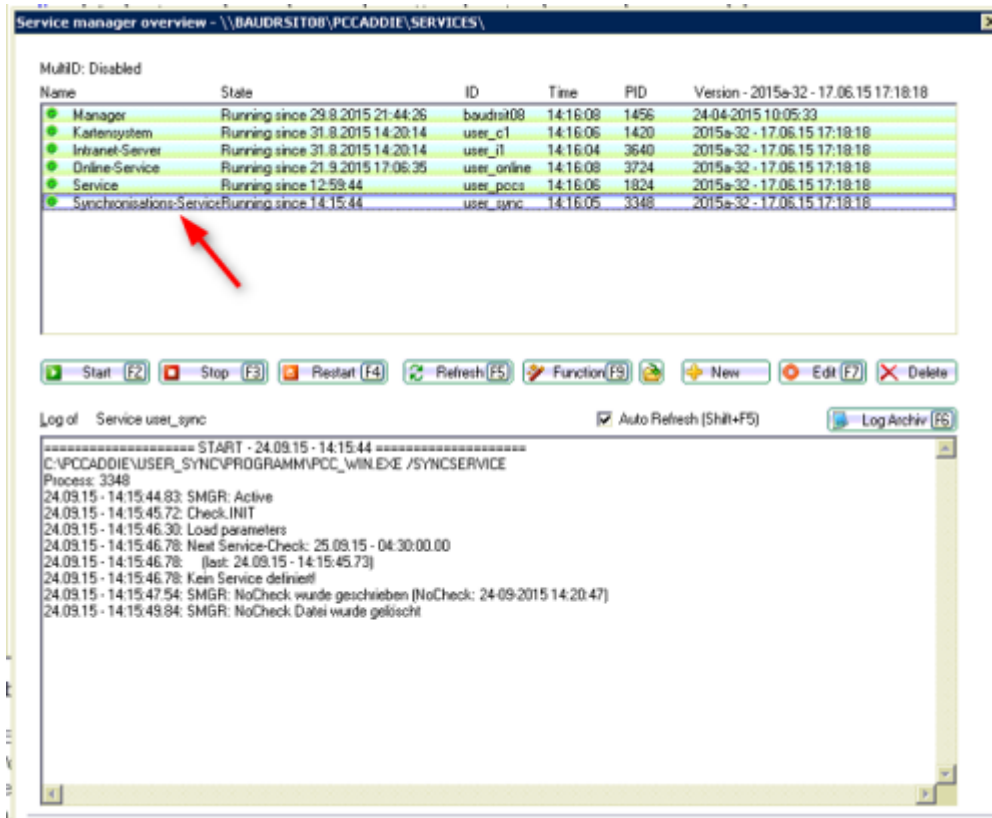 Service manager overview - \\BAUDRSIT08\PCCADDIE\SERVICES\
MultiID: Disabled
Name State ID Time PID Version - 2015a-32 - 17.06.15 17:18:18
Manager Running since 29.8.2015 21:44:26 baudrsit08 14:16:08 1456 24-04-2015 10:05:33
Kartensystem Running since 31.8.2015 14:20:14 user_c1 14:16:06 1420 2015a-32 - 17.06.15 17:18:18
Intranet-Server Running since 31.8.2015 14:20:14 user_i1 14:16:04 3640 2015a-32 - 17.06.15 17:18:18
Online-Service Running since 21.9.2015 17:06:35 user_online 14:16:08 3724 2015a-32 - 17.06.15 17:18:18
Service Running since 12:59:44 user_pocs 14:16:06 1824 2015a-32 - 17.06.15 17:18:18
Synchronisations-Service Running since 14:15:44 user_sync 14:16:05 3348 2015a-32 - 17.06.15 17:18:18
Start F2 Stop F3 Restart F4 Refresh F5 Function F9 New Edit F7 Delete
Log of Service user_sync Auto Refresh (Shift+F5) Log Archiv F6
==================== START - 24.09.15 - 14:15:44 ====================
C:\PCCADDIE\USER_SYNC\PROGRAMM\PCC_WIN.EXE /SYNCSERVICE
Process: 3348
24.09.15 - 14:15:44.83: SMGR: Active
24.09.15 - 14:15:45.72: Check.INIT
24.09.15 - 14:15:46.30: Load parameters
24.09.15 - 14:15:46.78: Next Service-Check: 25.09.15 - 04:30:00.00
24.09.15 - 14:15:46.78: (last: 24.09.15 - 14:15:45.73)
24.09.15 - 14:15:46.78: Kein Service definiert!
24.09.15 - 14:15:47.54: SMGR: NoCheck wurde geschrieben (NoCheck: 24-09-2015 14:20:47)
24.09.15 - 14:15:49.84: SMGR: NoCheck Datei wurde gelöscht